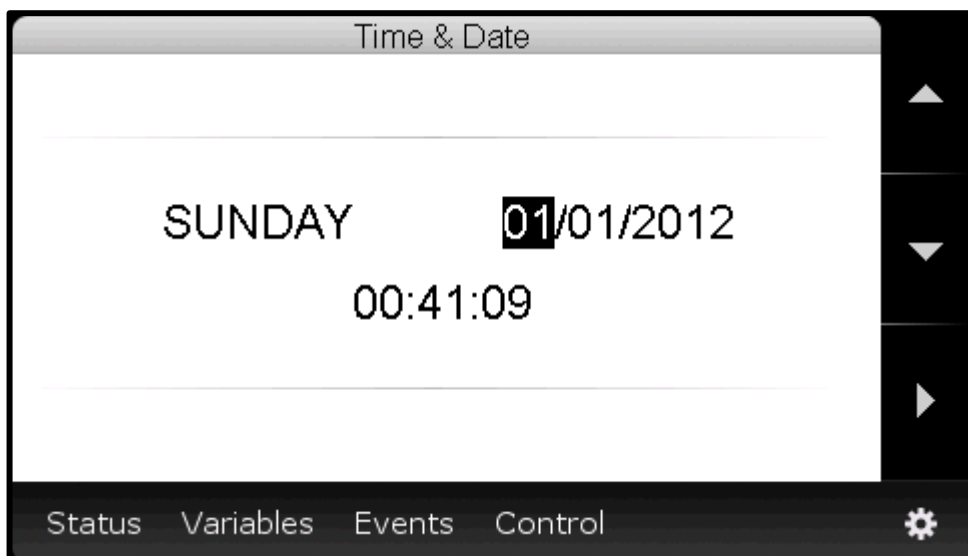 Time & Date
SUNDAY 01/01/2012
00:41:09
Status Variables Events Control